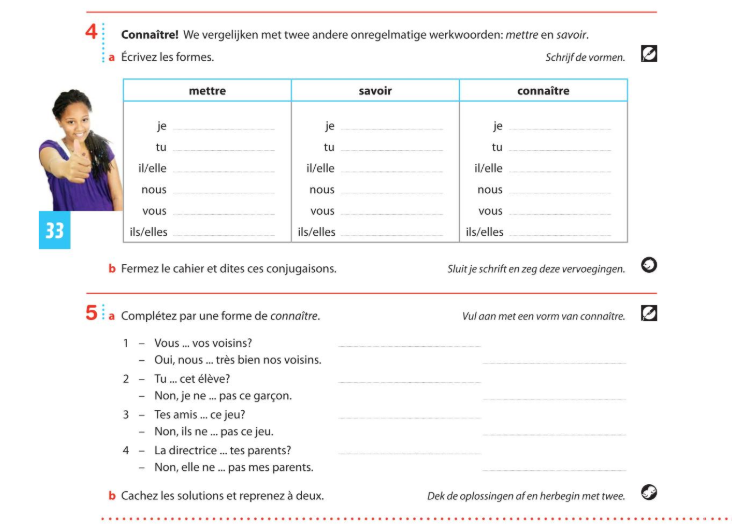 4 Connaître! We vergelijken met twee andere onregelmatige werkwoorden: mettre en savoir.
a Écrivez les formes. Schrijf de vormen.
mettre savoir connaître
je je je
tu tu tu
il/elle il/elle il/elle
nous nous nous
vous vous vous
ils/elles ils/elles ils/elles
33
b Fermez le cahier et dites ces conjugaisons. Sluit je schrift en zeg deze vervoegingen.
5 a Complétez par une forme de connaître. Vul aan met een vorm van connaître.
1 – Vous ... vos voisins?
– Oui, nous ... très bien nos voisins.
2 – Tu ... cet élève?
– Non, je ne ... pas ce garçon.
3 – Tes amis ... ce jeu?
– Non, ils ne ... pas ce jeu.
4 – La directrice ... tes parents?
– Non, elle ne ... pas mes parents.
b Cachez les solutions et reprenez à deux. Dek de oplossingen af en herbegin met twee.